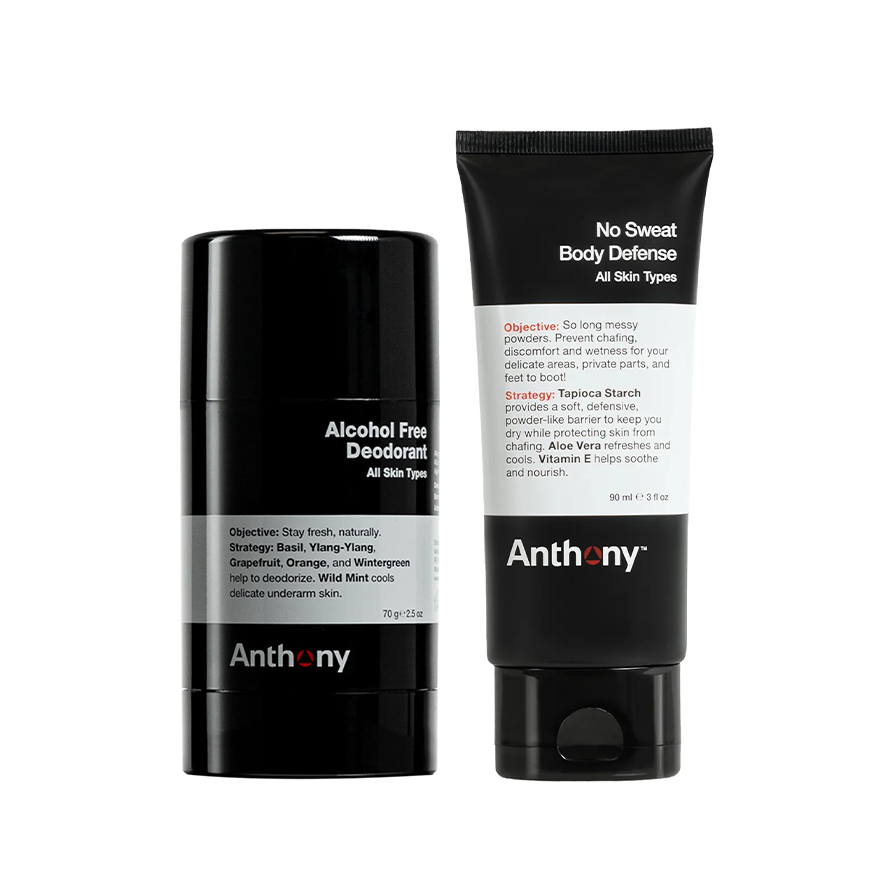 Alcohol Free
Deodorant
All Skin Types
Objective: Stay fresh, naturally.
Strategy: Basil, Ylang-Ylang,
Grapefruit, Orange, and Wintergreen
help to deodorize. Wild Mint cools
delicate underarm skin.
70 g ℮ 2.5 oz
Anthony
No Sweat
Body Defense
All Skin Types
Objective: So long messy
powders. Prevent chafing,
discomfort and wetness for your
delicate areas, private parts, and
feet to boot!
Strategy: Tapioca Starch
provides a soft, defensive,
powder-like barrier to keep you
dry while protecting skin from
chafing. Aloe Vera refreshes and
cools. Vitamin E helps soothe
and nourish.
90 ml ℮ 3 fl oz
Anthony™